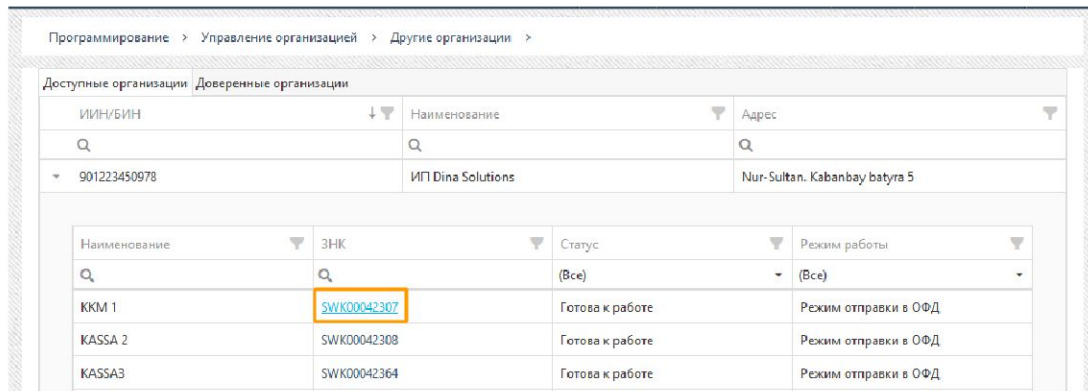 Программирование > Управление организацией > Другие организации >
Доступные организации Доверенные организации
ИИН/БИН Наименование Адрес
901223450978 ИП Dina Solutions Nur-Sultan. Kabanbay batyra 5
Наименование ЗНК Статус Режим работы
(Все) (Все)
ККМ 1 SWK00042307 Готова к работе Режим отправки в ОФД
KASSA 2 SWK00042308 Готова к работе Режим отправки в ОФД
KASSA3 SWK00042364 Готова к работе Режим отправки в ОФД